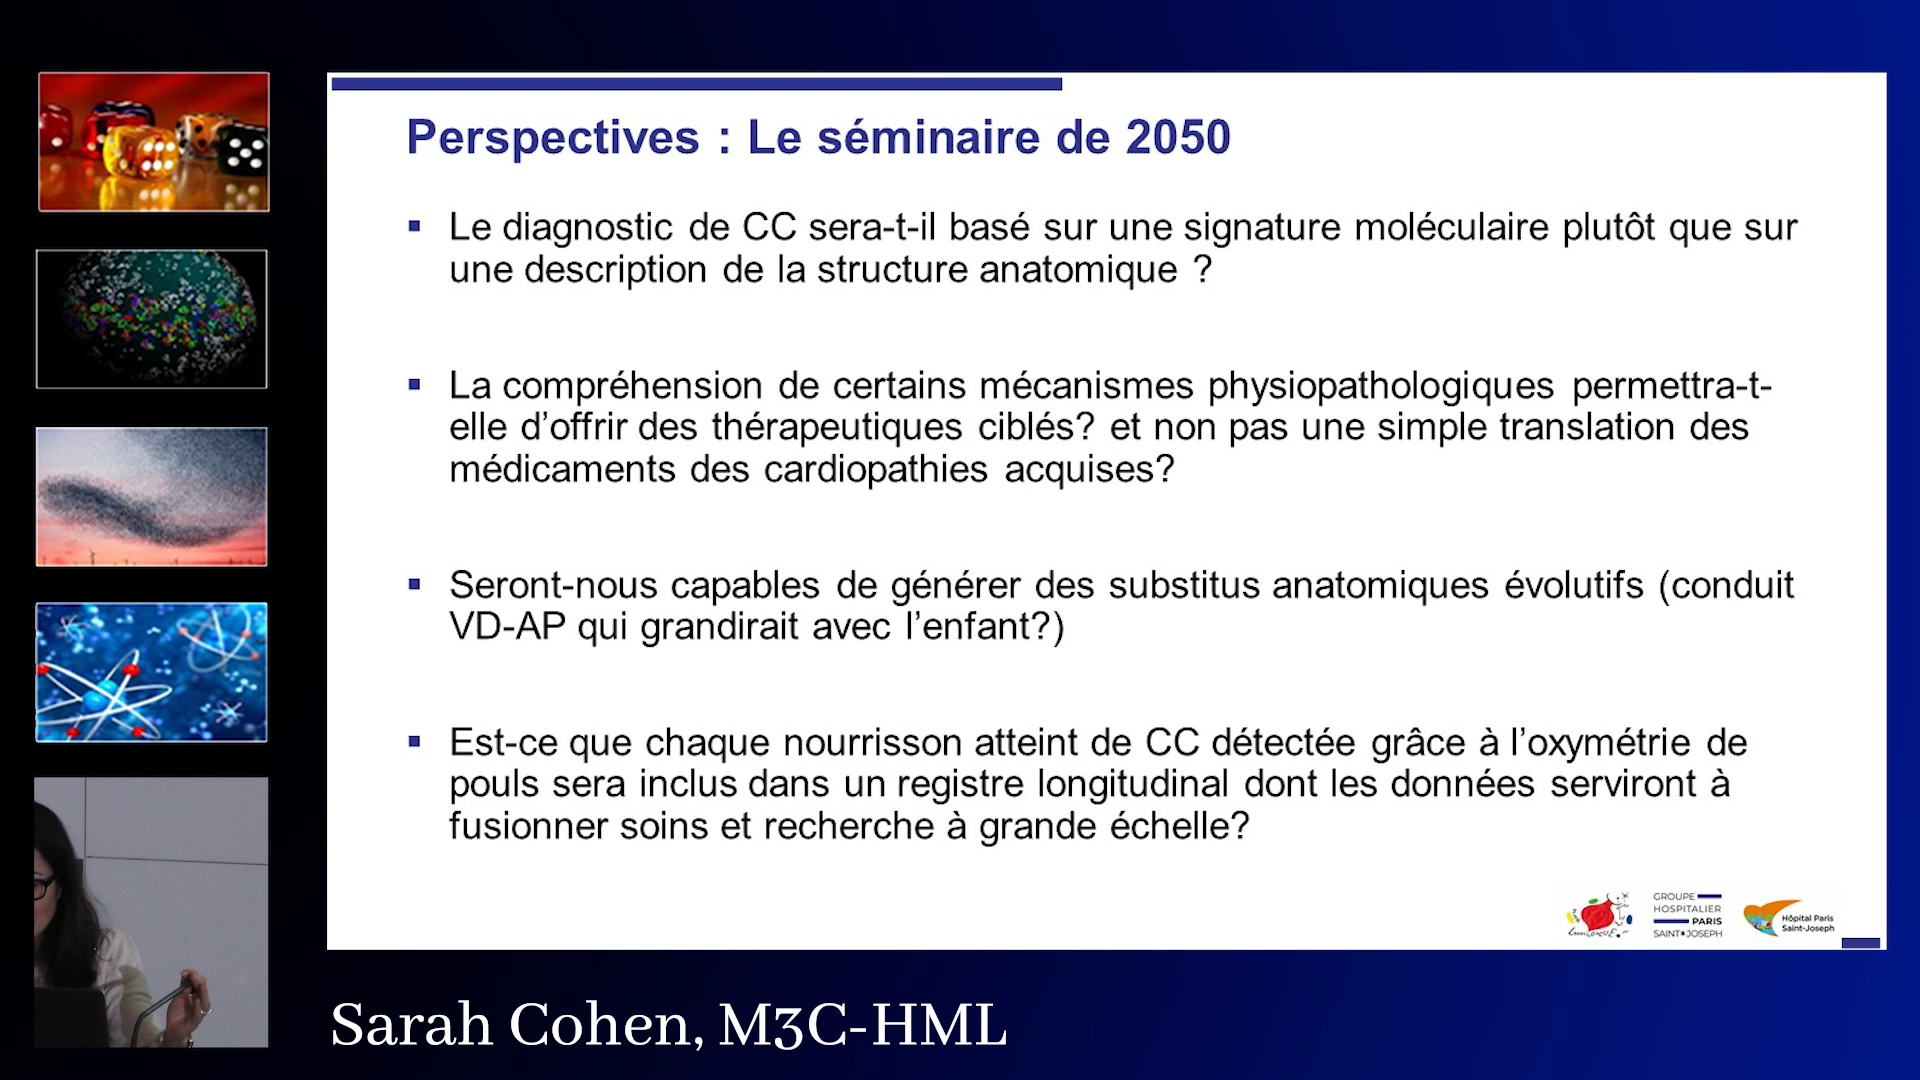 Perspectives : Le séminaire de 2050
Le diagnostic de CC sera-t-il basé sur une signature moléculaire plutôt que sur
une description de la structure anatomique ?
La compréhension de certains mécanismes physiopathologiques permettra-t-
elle d’offrir des thérapeutiques ciblés? et non pas une simple translation des
médicaments des cardiopathies acquises?
Seront-nous capables de générer des substitus anatomiques évolutifs (conduit
VD-AP qui grandirait avec l’enfant?)
Est-ce que chaque nourrisson atteint de CC détectée grâce à l’oxymétrie de
pouls sera inclus dans un registre longitudinal dont les données serviront à
fusionner soins et recherche à grande échelle?
GROUPE
HOSPITALIER
PARIS
SAINT JOSEPH
Hôpital Paris
Saint-Joseph
Sarah Cohen, M3C-HML